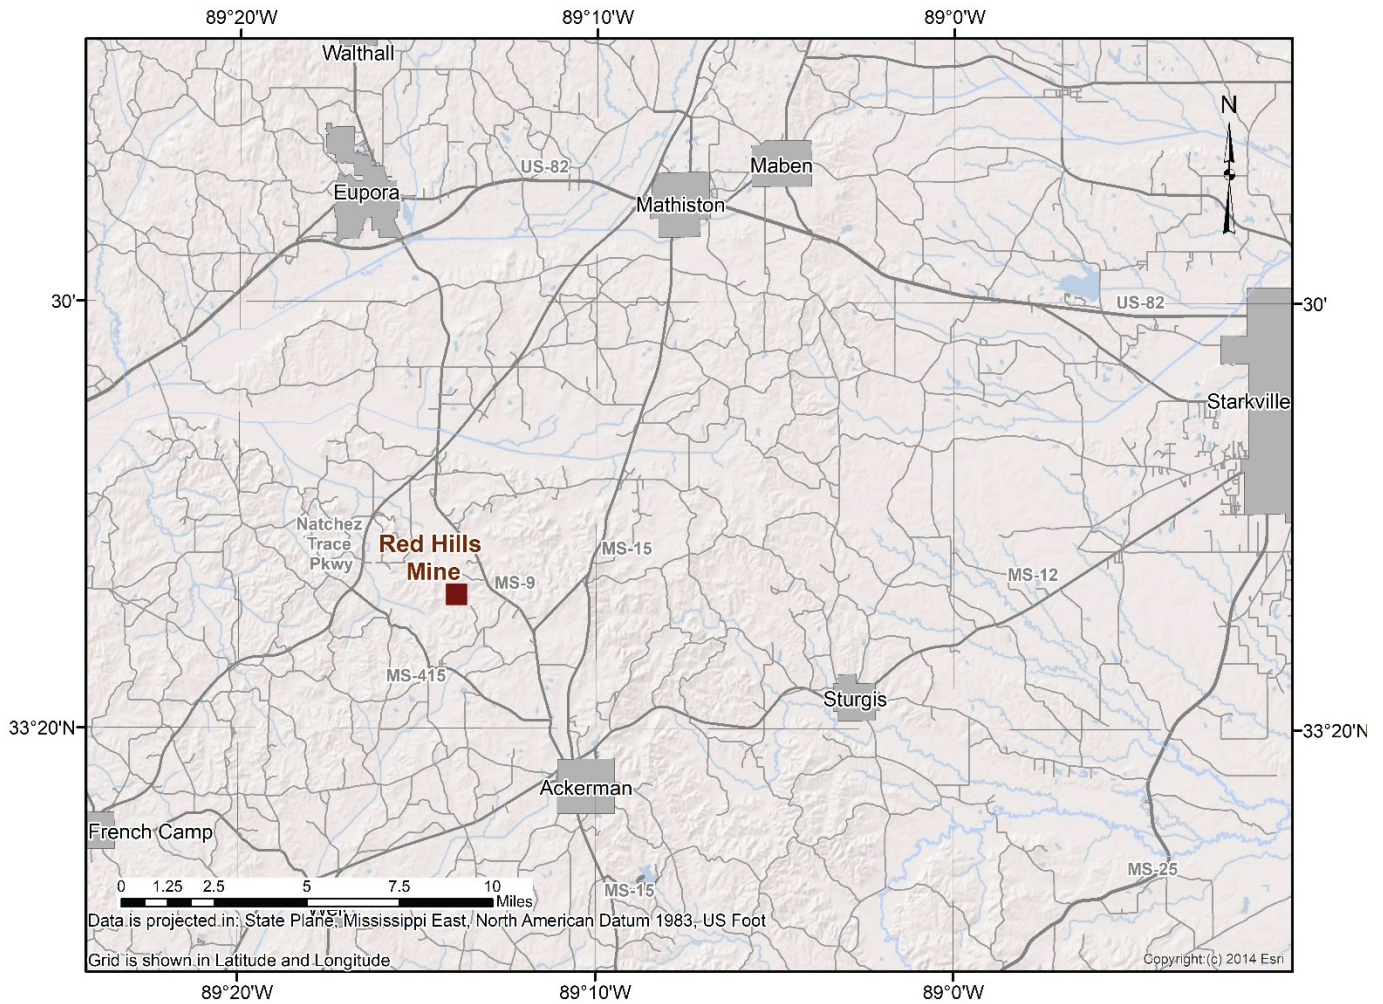 89°20'W 89°10'W 89°0'W
Walthall
N
Maben
US-82
Eupora
Mathiston
30' 30'
US-82
Starkville
Natchez
Trace
Pkwy
Red Hills
Mine
MS-15
MS-9
MS-12
MS-415
Sturgis
33°20'N 33°20'N
Ackerman
French Camp
MS-25
0 1.25 2.5 5 7.5 10
Miles
MS-15
Data is projected in: State Plane, Mississippi East, North American Datum 1983, US Foot
Grid is shown in Latitude and Longitude
Copyright:(c) 2014 Esri
89°20'W 89°10'W 89°0'W